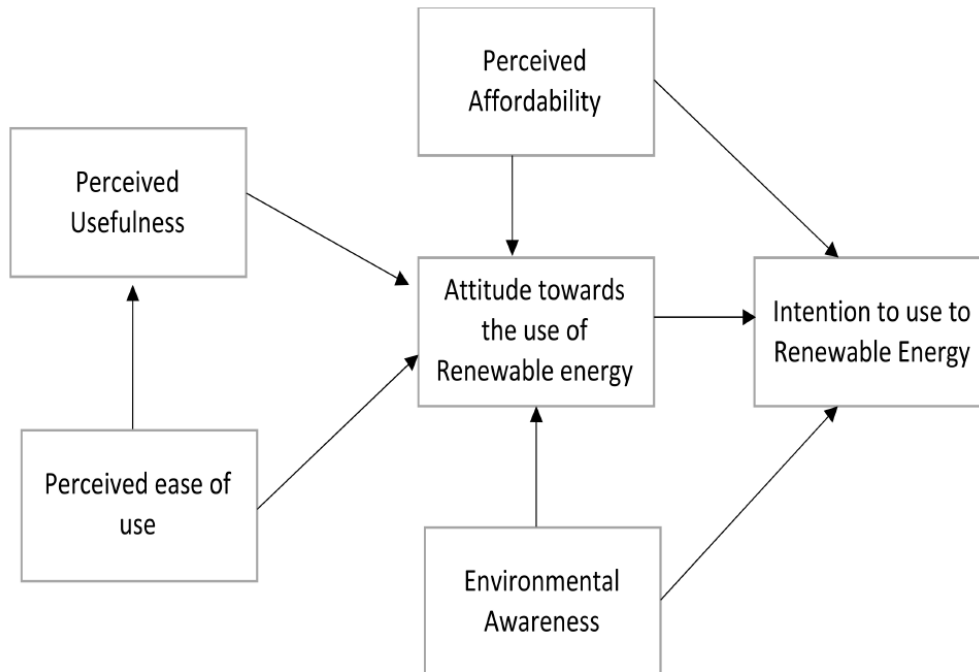 Perceived
Affordability
Perceived
Usefulness
Attitude towards
the use of
Renewable energy
Intention to use to
Renewable Energy
Perceived ease of
use
Environmental
Awareness